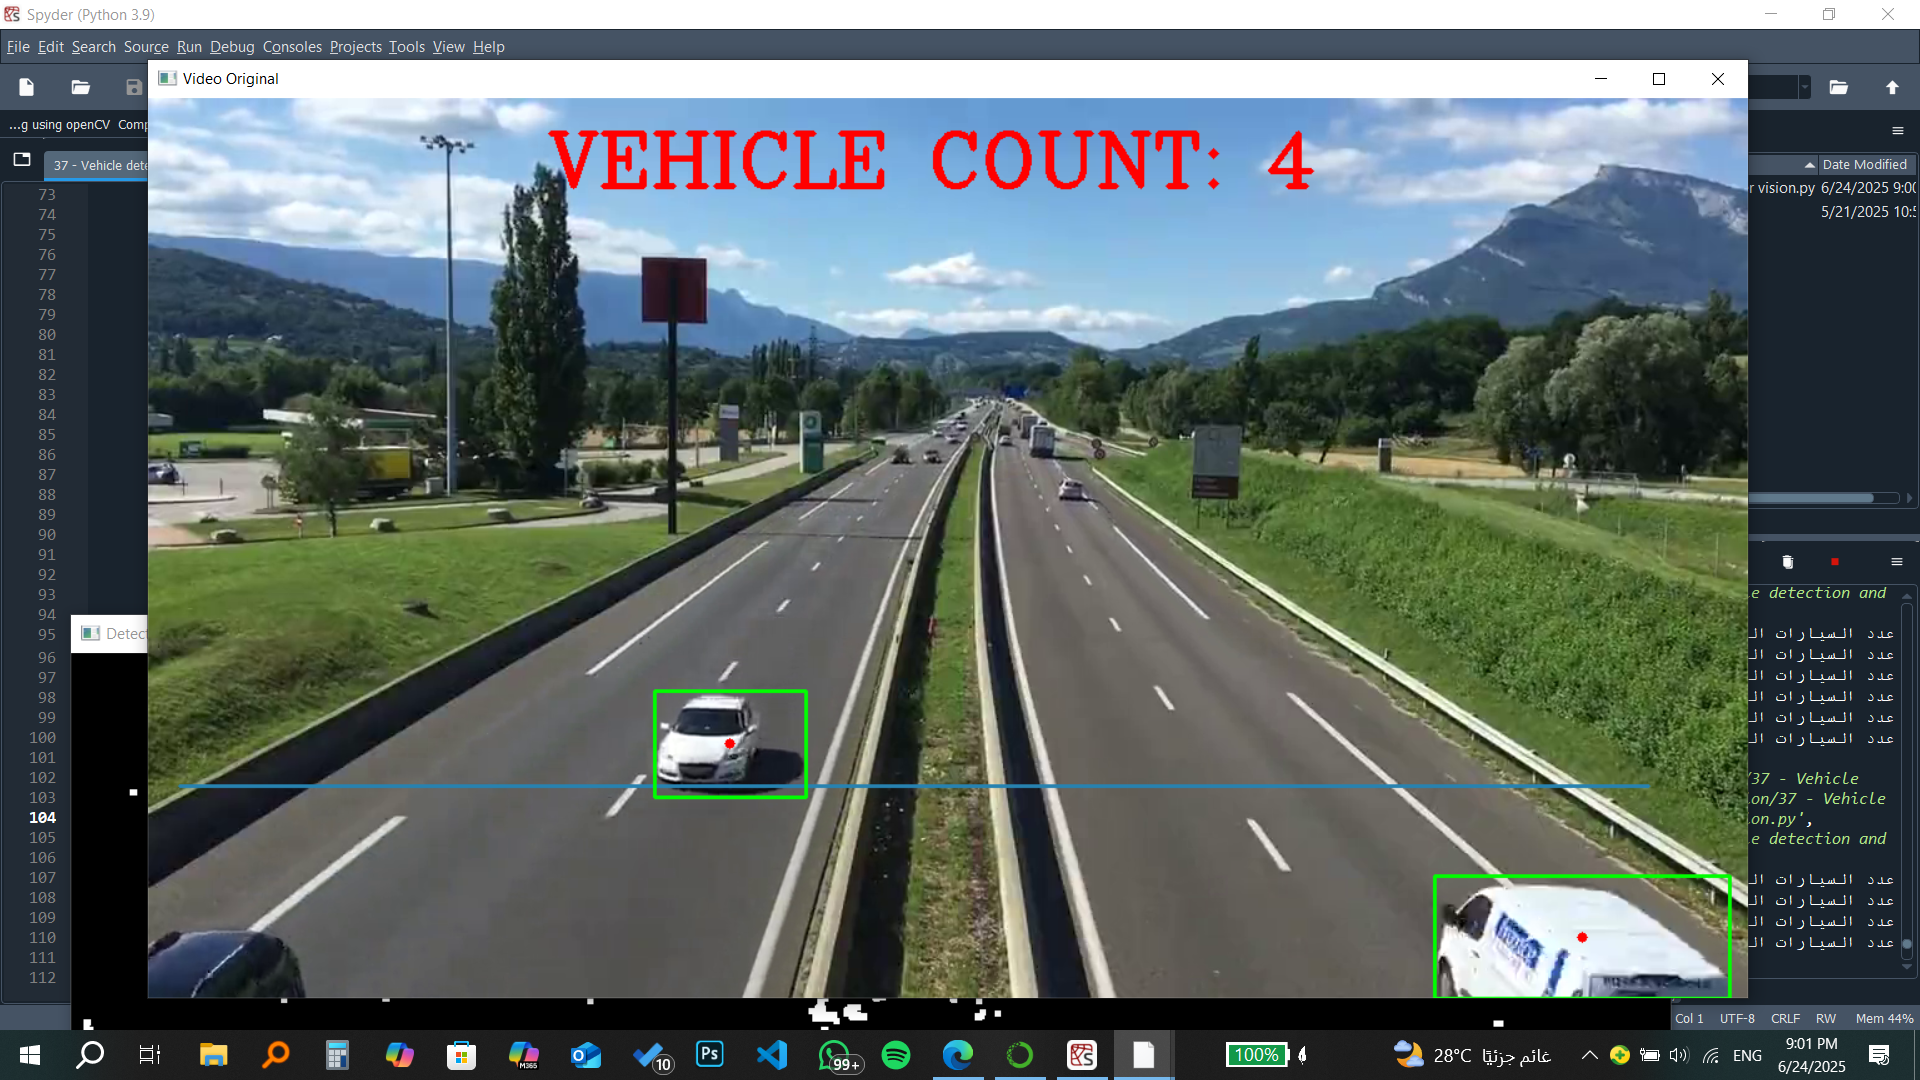 Spyder (Python 3.9)
File Edit Search Source Run Debug Consoles Projects Tools View Help
Video Original
...g using openCV Comp
37 - Vehicle dete
Date Modified
r vision.py 6/24/2025 9:00
5/21/2025 10:5
VEHICLE COUNT: 4
73
74
75
76
77
78
79
80
81
82
83
84
85
86
87
88
89
90
91
92
93
94
95
96
97
98
99
100
101
102
103
104
105
106
107
108
109
110
111
112
Detect
e detection and
عدد السيارات ال
عدد السيارات ال
عدد السيارات ال
عدد السيارات ال
عدد السيارات ال
عدد السيارات ال
/37 - Vehicle
on/37 - Vehicle
on.py',
e detection and
عدد السيارات ال
عدد السيارات ال
عدد السيارات ال
عدد السيارات ال
Col 1 UTF-8 CRLF RW Mem 44%
M365
10
Ps
99+
100%
28°C غائم جزئيًا
ENG
9:01 PM
6/24/2025